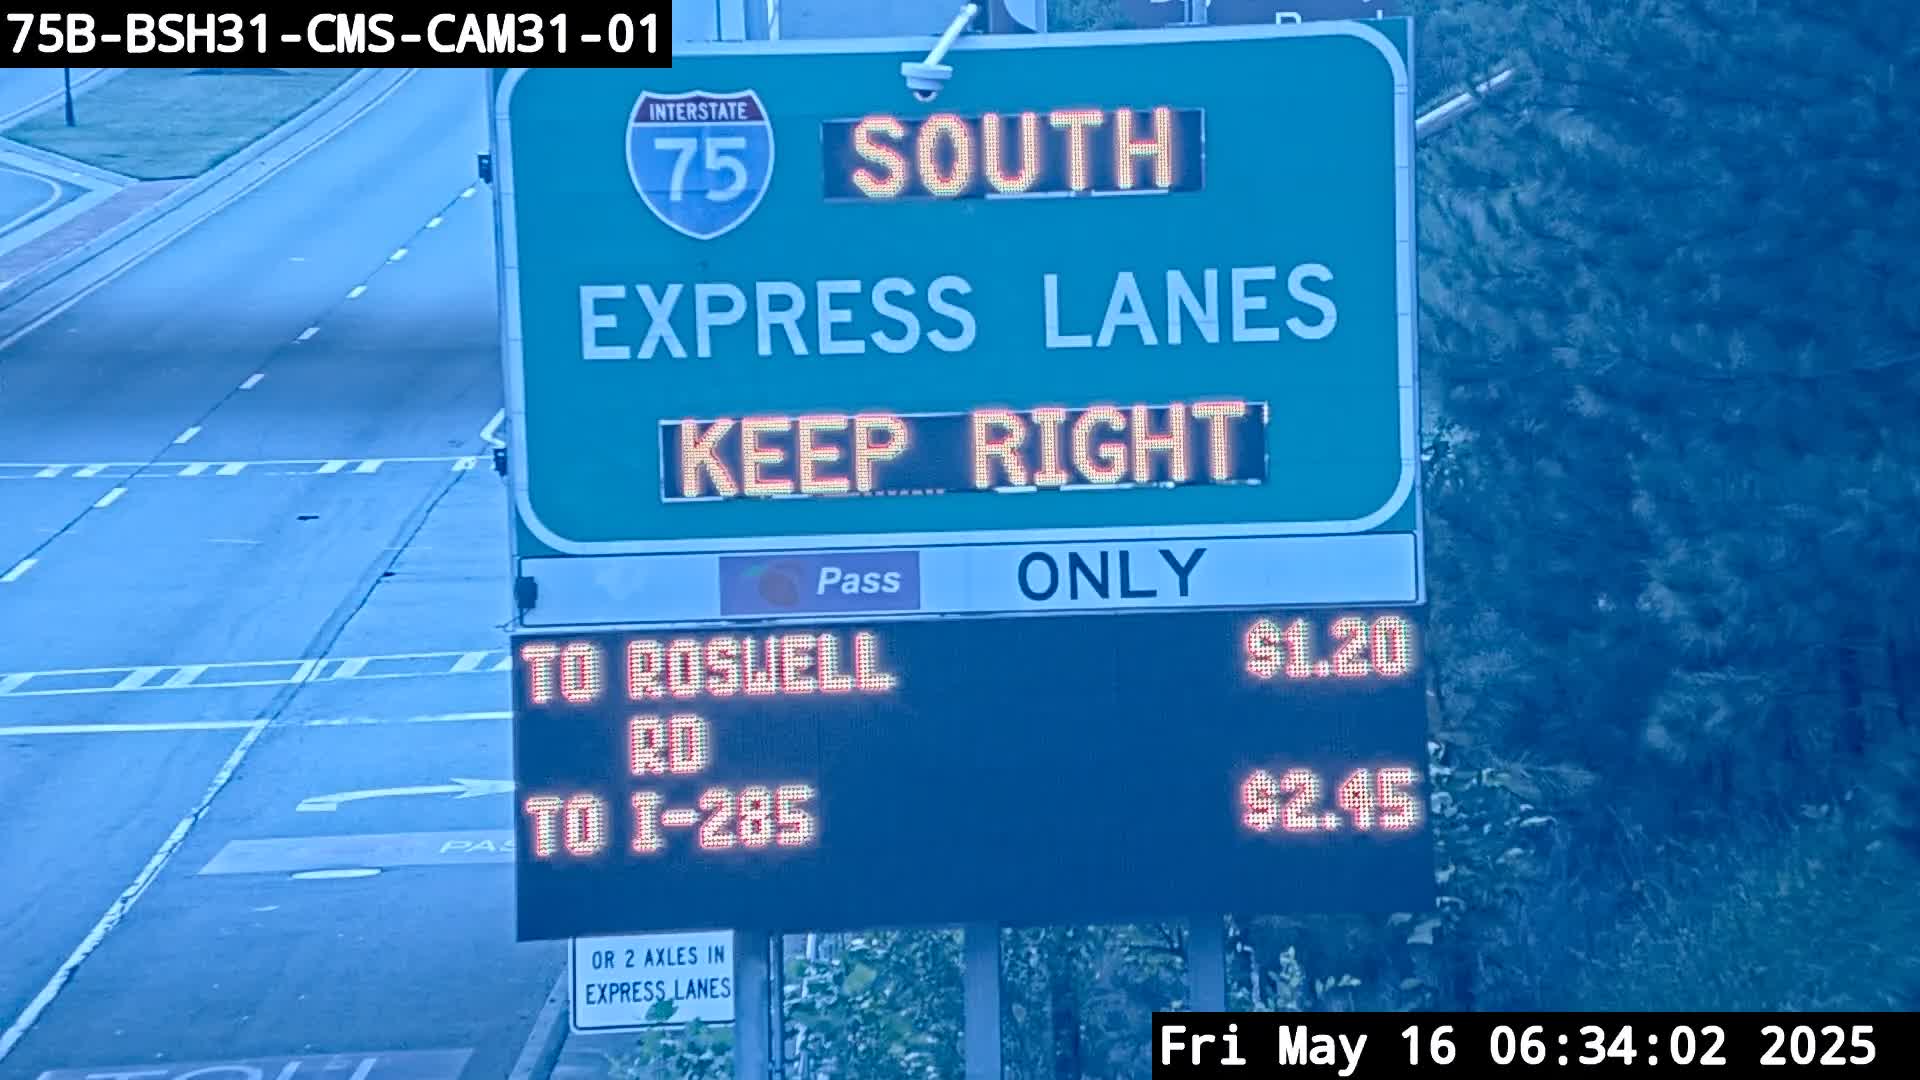 75B-BSH31-CMS-CAM31-01
INTERSTATE
75
SOUTH
EXPRESS LANES
KEEP RIGHT
Pass ONLY
TO ROSWELL $1.20
RD
TO I-285 $2.45
OR 2 AXLES IN
EXPRESS LANES
Fri May 16 06:34:02 2025